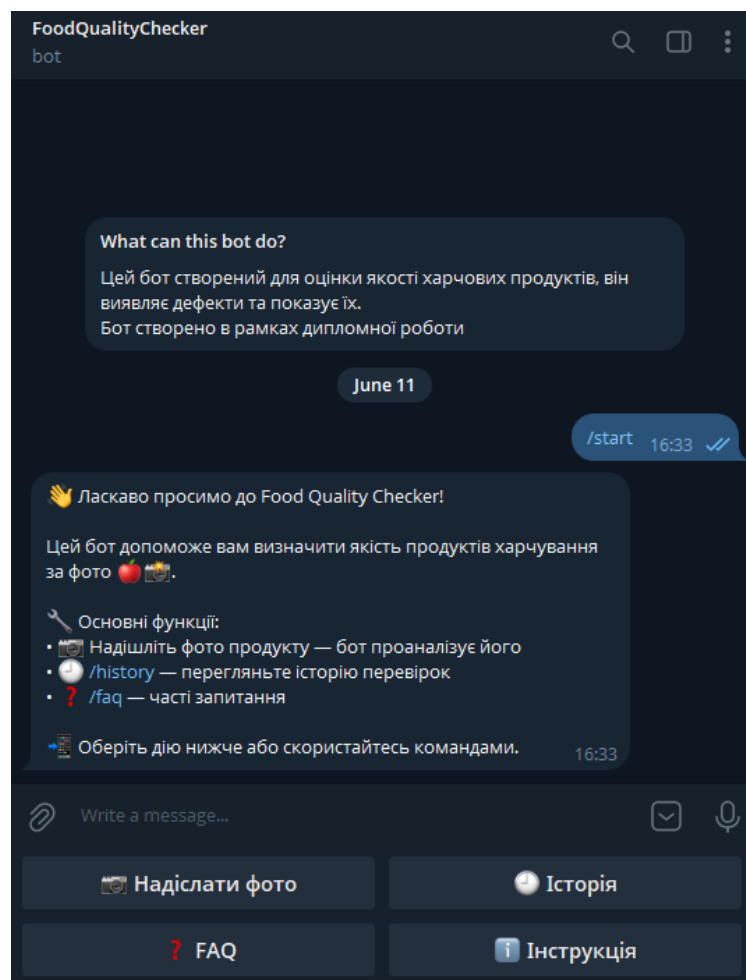 FoodQualityChecker
bot
What can this bot do?
Цей бот створений для оцінки якості харчових продуктів, він
виявляє дефекти та показує їх.
Бот створено в рамках дипломної роботи
June 11
/start 16:33
👋 Ласкаво просимо до Food Quality Checker!
Цей бот допоможе вам визначити якість продуктів харчування
за фото 🍎📸.
🔧 Основні функції:
• 📷 Надішліть фото продукту — бот проаналізує його
• 🕘 /history — перегляньте історію перевірок
• ❓ /faq — часті запитання
📲 Оберіть дію нижче або скористайтесь командами. 16:33
Write a message...
📷 Надіслати фото
🕘 Історія
❓ FAQ
ℹ️ Інструкція